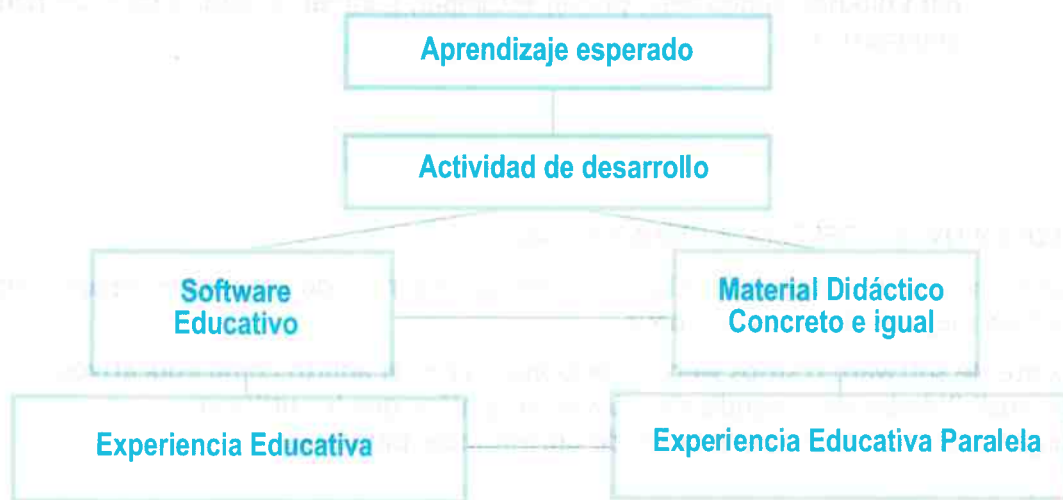 Aprendizaje esperado
Actividad de desarrollo
Software
Educativo
Material Didáctico
Concreto e igual
Experiencia Educativa
Experiencia Educativa Paralela